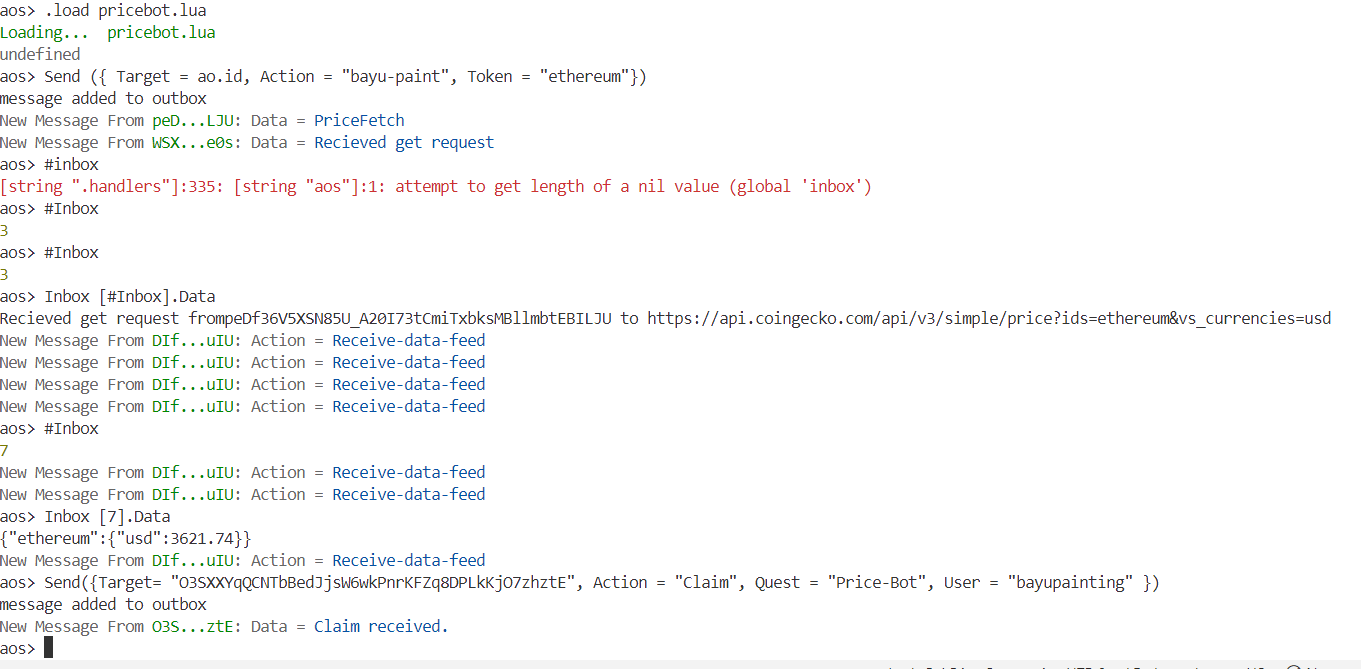 aos> .load pricebot.lua
Loading...  pricebot.lua
undefined
aos> Send ({ Target = ao.id, Action = "bayu-paint", Token = "ethereum"})
message added to outbox
New Message From peD...LJU: Data = PriceFetch
New Message From WSX...e0s: Data = Recieved get request
aos> #inbox
[string ".handlers"]:335: [string "aos"]:1: attempt to get length of a nil value (global 'inbox')
aos> #Inbox
3
aos> #Inbox
3
aos> Inbox [#Inbox].Data
Recieved get request frompeDf36V5XSN85U_A20I73tCmiTxbksMBllmbtEBILJU to https://api.coingecko.com/api/v3/simple/price?ids=ethereum&vs_currencies=usd
New Message From DIf...uIU: Action = Receive-data-feed
New Message From DIf...uIU: Action = Receive-data-feed
New Message From DIf...uIU: Action = Receive-data-feed
New Message From DIf...uIU: Action = Receive-data-feed
aos> #Inbox
7
New Message From DIf...uIU: Action = Receive-data-feed
New Message From DIf...uIU: Action = Receive-data-feed
aos> Inbox [7].Data
{"ethereum":{"usd":3621.74}}
New Message From DIf...uIU: Action = Receive-data-feed
aos> Send({Target= "O3SXXYqQCNTbBedJjsW6wkPnrKFZq8DPLkKjO7zhztE", Action = "Claim", Quest = "Price-Bot", User = "bayupainting" })
message added to outbox
New Message From O3S...ztE: Data = Claim received.
aos>